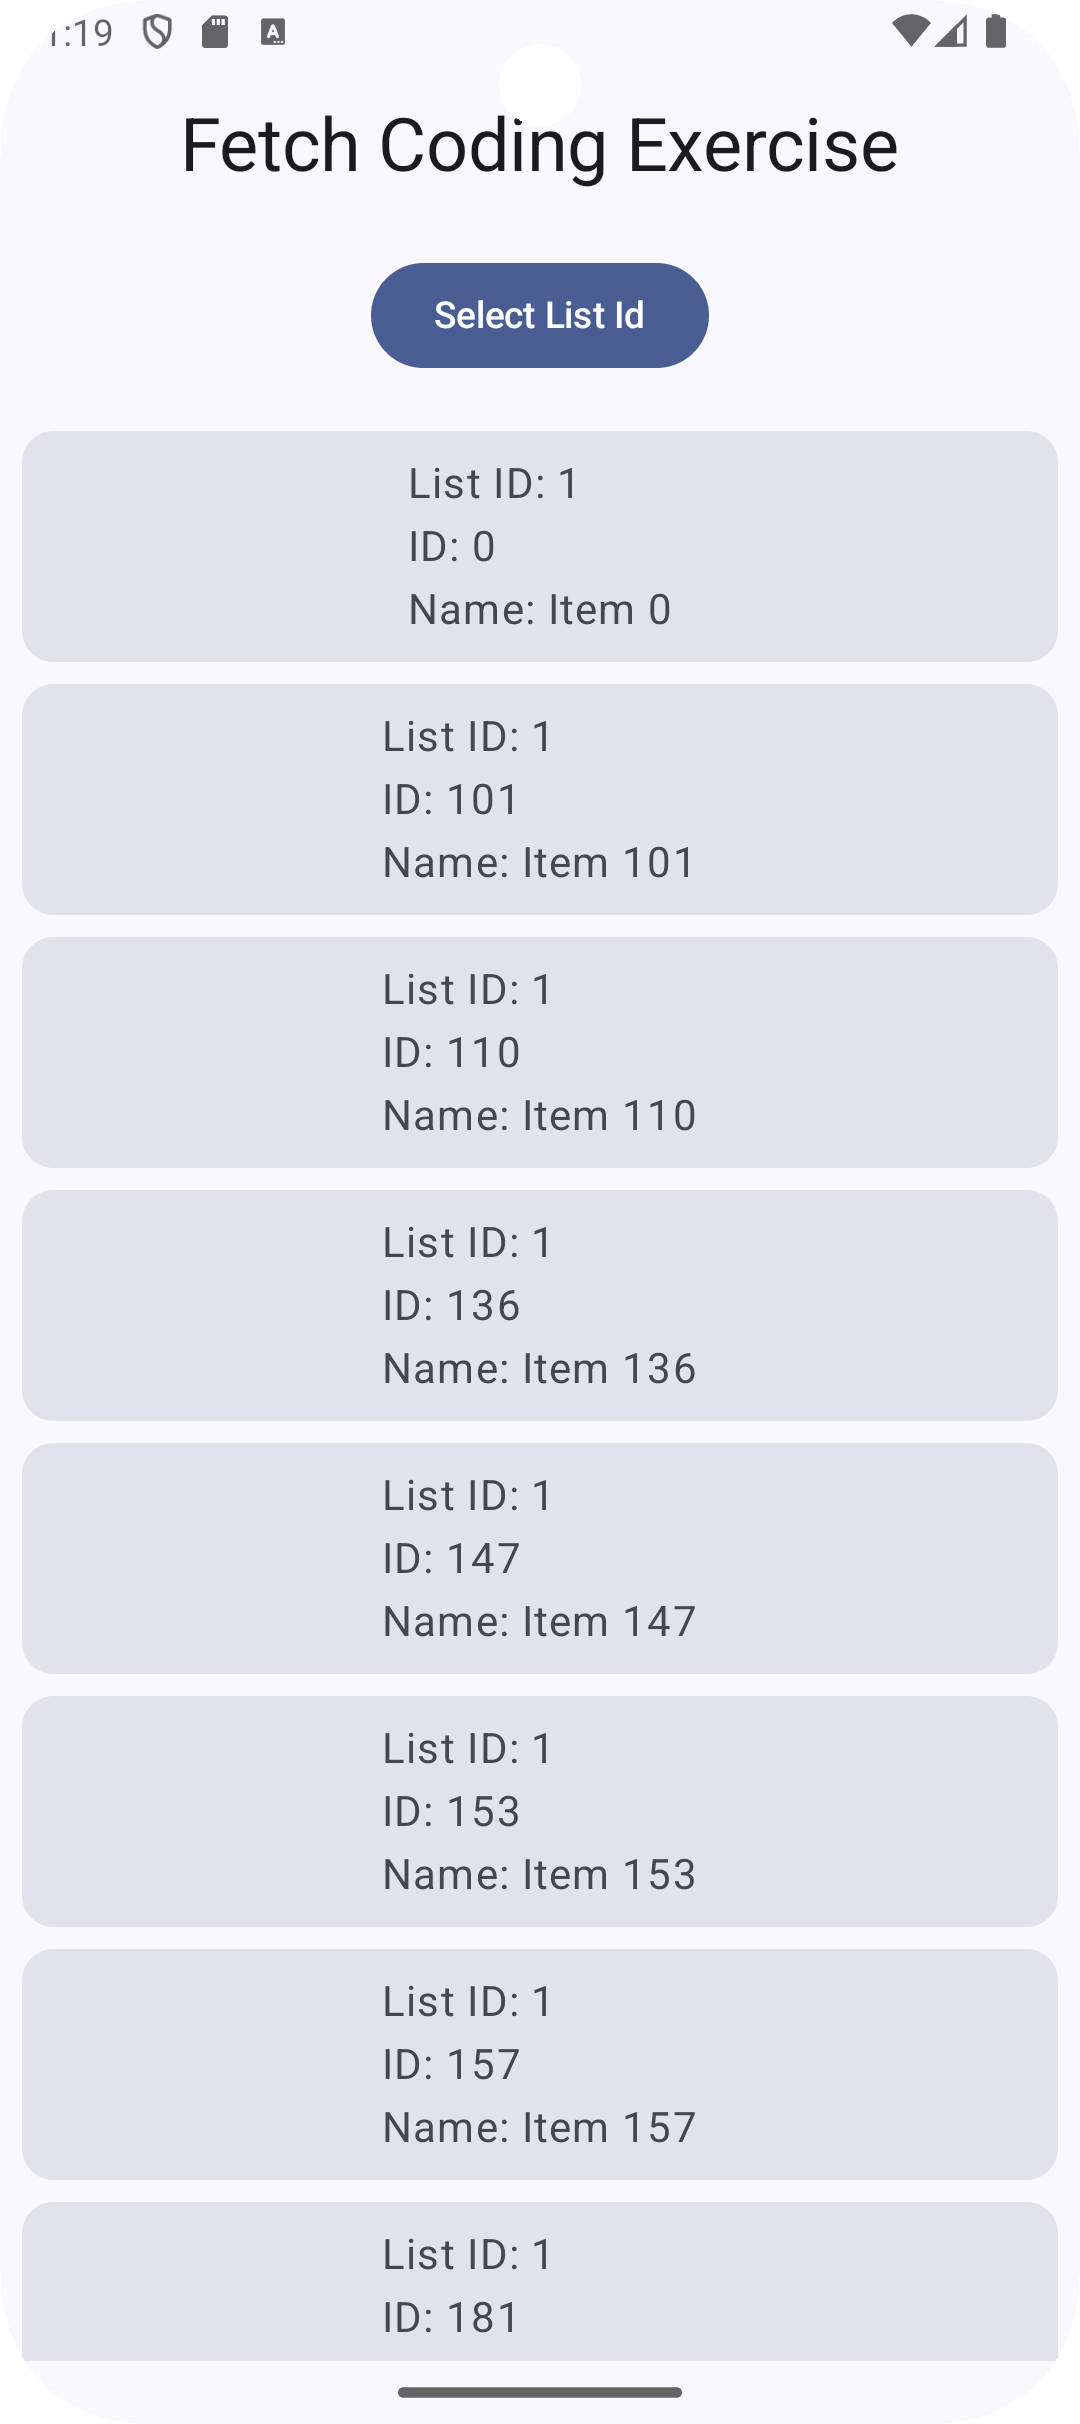 :19
Fetch Coding Exercise
Select List Id
List ID: 1
ID: 0
Name: Item 0
List ID: 1
ID: 101
Name: Item 101
List ID: 1
ID: 110
Name: Item 110
List ID: 1
ID: 136
Name: Item 136
List ID: 1
ID: 147
Name: Item 147
List ID: 1
ID: 153
Name: Item 153
List ID: 1
ID: 157
Name: Item 157
List ID: 1
ID: 181